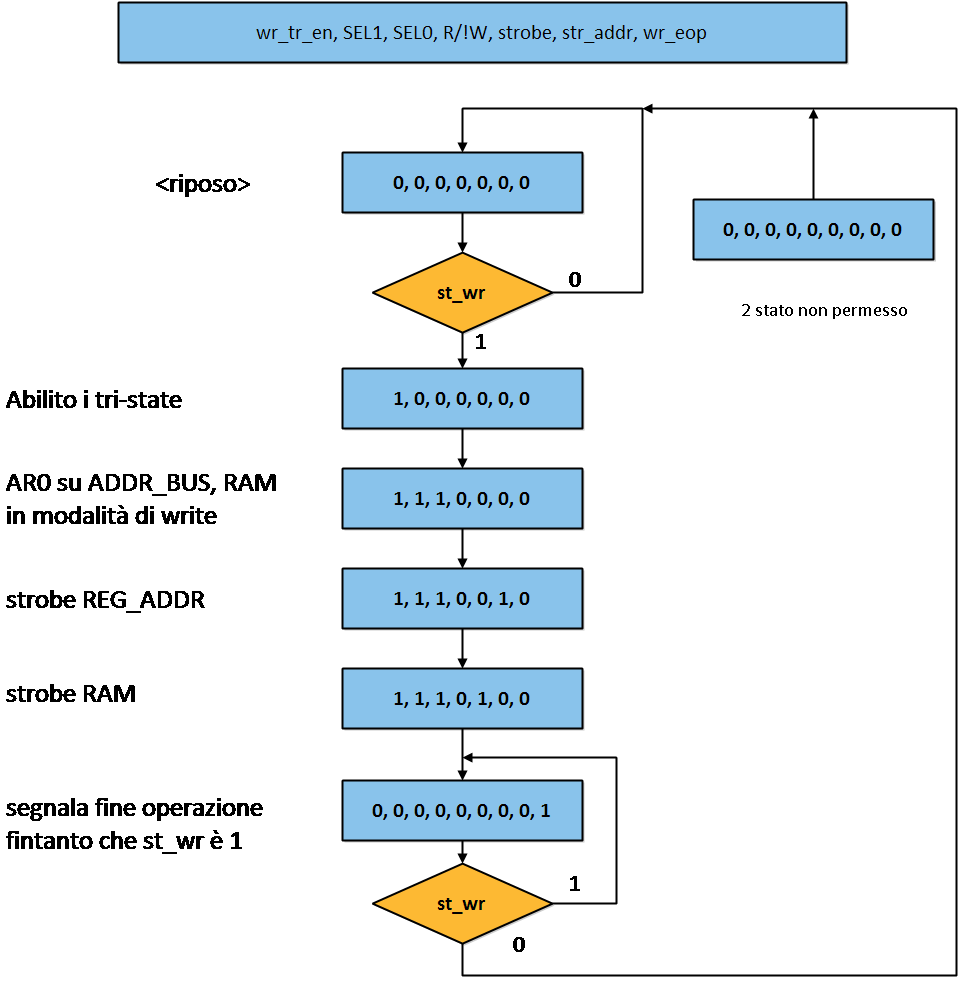 wr_tr_en, SEL1, SEL0, R/!W, strobe, str_addr, wr_eop
<riposo>
0, 0, 0, 0, 0, 0, 0
0, 0, 0, 0, 0, 0, 0, 0, 0
st_wr
0
2 stato non permesso
1
Abilito i tri-state
1, 0, 0, 0, 0, 0, 0
AR0 su ADDR_BUS, RAM
in modalità di write
1, 1, 1, 0, 0, 0, 0
strobe REG_ADDR
1, 1, 1, 0, 0, 1, 0
strobe RAM
1, 1, 1, 0, 1, 0, 0
segnala fine operazione
fintanto che st_wr è 1
0, 0, 0, 0, 0, 0, 0, 0, 1
st_wr
1
0